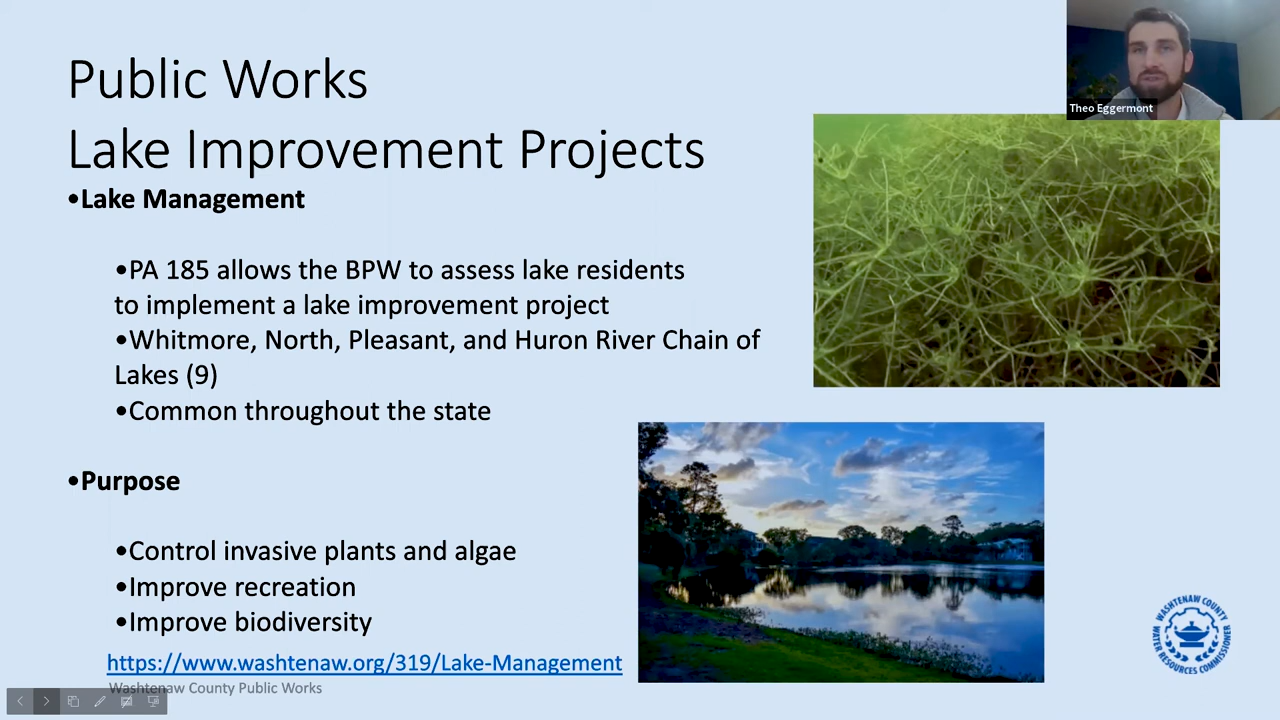 Public Works
Lake Improvement Projects
•Lake Management
•PA 185 allows the BPW to assess lake residents
to implement a lake improvement project
•Whitmore, North, Pleasant, and Huron River Chain of
Lakes (9)
•Common throughout the state
•Purpose
•Control invasive plants and algae
•Improve recreation
•Improve biodiversity
https://www.washtenaw.org/319/Lake-Management
Washtenaw County Public Works
Theo Eggermont
WASHTENAW COUNTY
WATER RESOURCES COMMISSIONER